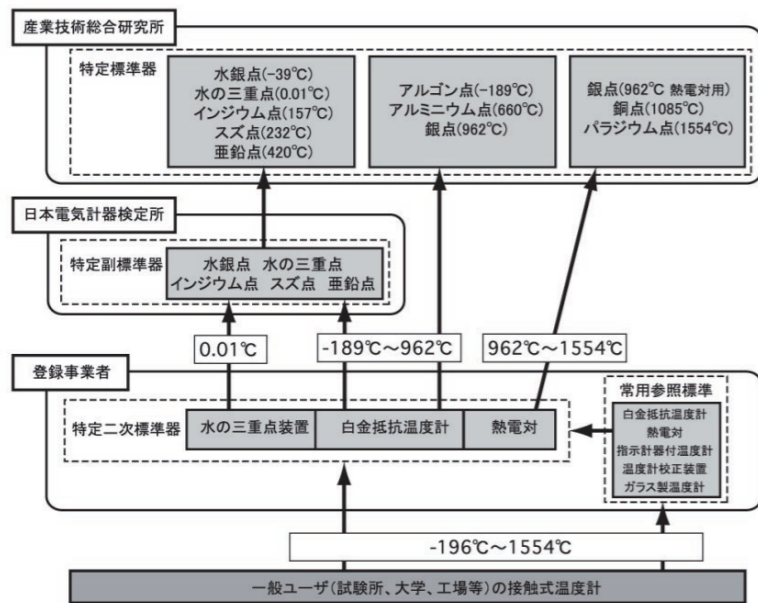 産業技術総合研究所
特定標準器
水銀点(-39℃)
水の三重点(0.01℃)
インジウム点(157℃)
スズ点(232℃)
亜鉛点(420℃)
アルゴン点(-189℃)
アルミニウム点(660℃)
銀点(962℃)
銀点(962℃ 熱電対用)
銅点(1085℃)
パラジウム点(1554℃)
日本電気計器検定所
特定副標準器
水銀点 水の三重点
インジウム点 スズ点 亜鉛点
0.01℃
-189℃~962℃
962℃~1554℃
登録事業者
特定二次標準器
水の三重点装置
白金抵抗温度計
熱電対
常用参照標準
白金抵抗温度計
熱電対
指示計器付温度計
温度計校正装置
ガラス製温度計
-196℃~1554℃
一般ユーザ(試験所、大学、工場等)の接触式温度計